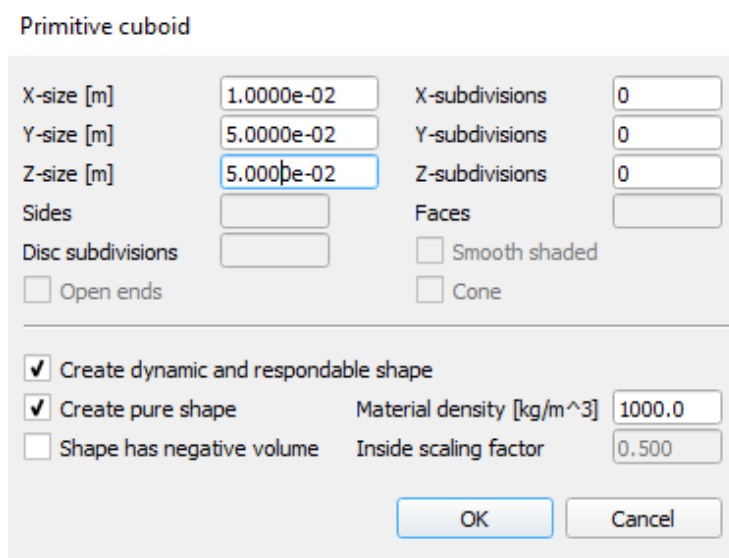 Primitive cuboid
X-size [m] 1.0000e-02 X-subdivisions 0
Y-size [m] 5.0000e-02 Y-subdivisions 0
Z-size [m] 5.0000e-02 Z-subdivisions 0
Sides Faces
Disc subdivisions Smooth shaded
Open ends Cone
Create dynamic and respondable shape
Create pure shape Material density [kg/m^3] 1000.0
Shape has negative volume Inside scaling factor 0.500
OK Cancel